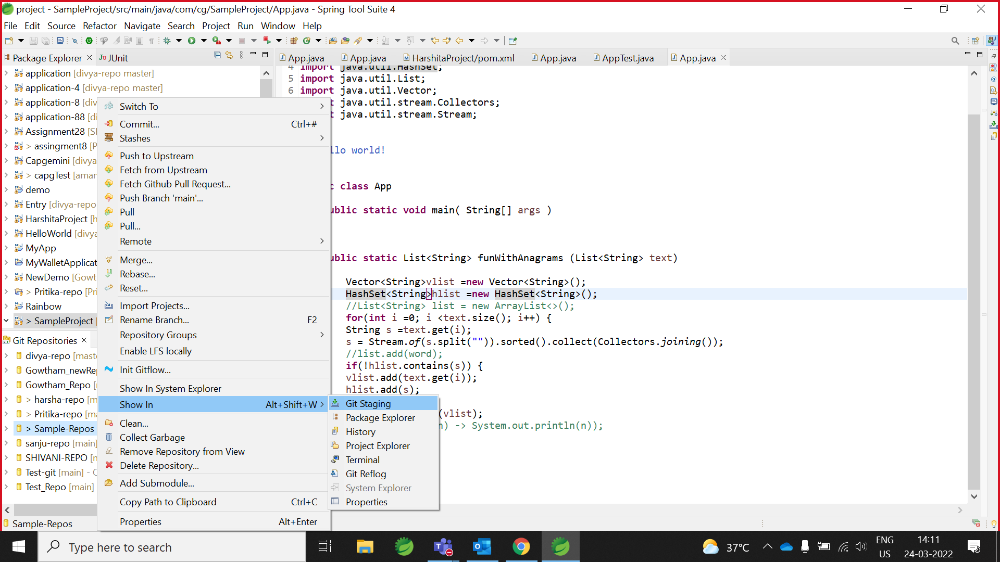 project - SampleProject/src/main/java/com/cg/SampleProject/App.java - Spring Tool Suite 4
File Edit Source Refactor Navigate Search Project Run Window Help
Package Explorer JUnit
application [divya-repo master]
application-4 [divya-repo master]
application-8 [div
application-88 [di
Assignment28 [SI
> assingment8 [P
Capgemini [divya
> capgTest [amar
demo
Entry [divya-repo
HarshitaProject [h
HelloWorld [divya
MyApp
MyWalletApplicat
NewDemo [Gowt
> Pritika-repo [Pri
Rainbow
> SampleProject [
Git Repositories
divya-repo [maste
Gowtham_newRep
Gowtham_Repo [
> harsha-repo [m
> Pritika-repo [ma
> Sample-Repos
sanju-repo [main]
SHIVANI-REPO [m
Test-git [main] - C
Test_Repo [main]
Sample-Repos
Switch To
Commit... Ctrl+#
Stashes
Push to Upstream
Fetch from Upstream
Fetch Github Pull Request...
Push Branch 'main'...
Pull
Pull...
Remote
Merge...
Rebase...
Reset...
Import Projects...
Rename Branch... F2
Repository Groups
Enable LFS locally
Init Gitflow...
Show In System Explorer
Show In Alt+Shift+W
Clean...
Collect Garbage
Remove Repository from View
Delete Repository...
Add Submodule...
Copy Path to Clipboard Ctrl+C
Properties Alt+Enter
Git Staging
Package Explorer
History
Project Explorer
Terminal
Git Reflog
System Explorer
Properties
App.java App.java HarshitaProject/pom.xml App.java AppTest.java App.java
4 import java.util.HashSet;
5 import java.util.List;
6 import java.util.Vector;
t java.util.stream.Collectors;
t java.util.stream.Stream;
llo world!
c class App
ublic static void main( String[] args )
ublic static List<String> funWithAnagrams (List<String> text)
Vector<String>vlist =new Vector<String>();
HashSet<String>hlist =new HashSet<String>();
//List<String> list = new ArrayList<>();
for(int i =0; i <text.size(); i++) {
String s =text.get(i);
s = Stream.of(s.split("")).sorted().collect(Collectors.joining());
//list.add(word);
if(!hlist.contains(s)) {
vlist.add(text.get(i));
hlist.add(s);
(vlist);
n) -> System.out.println(n));
Type here to search
37°C
ENG
US
14:11
24-03-2022